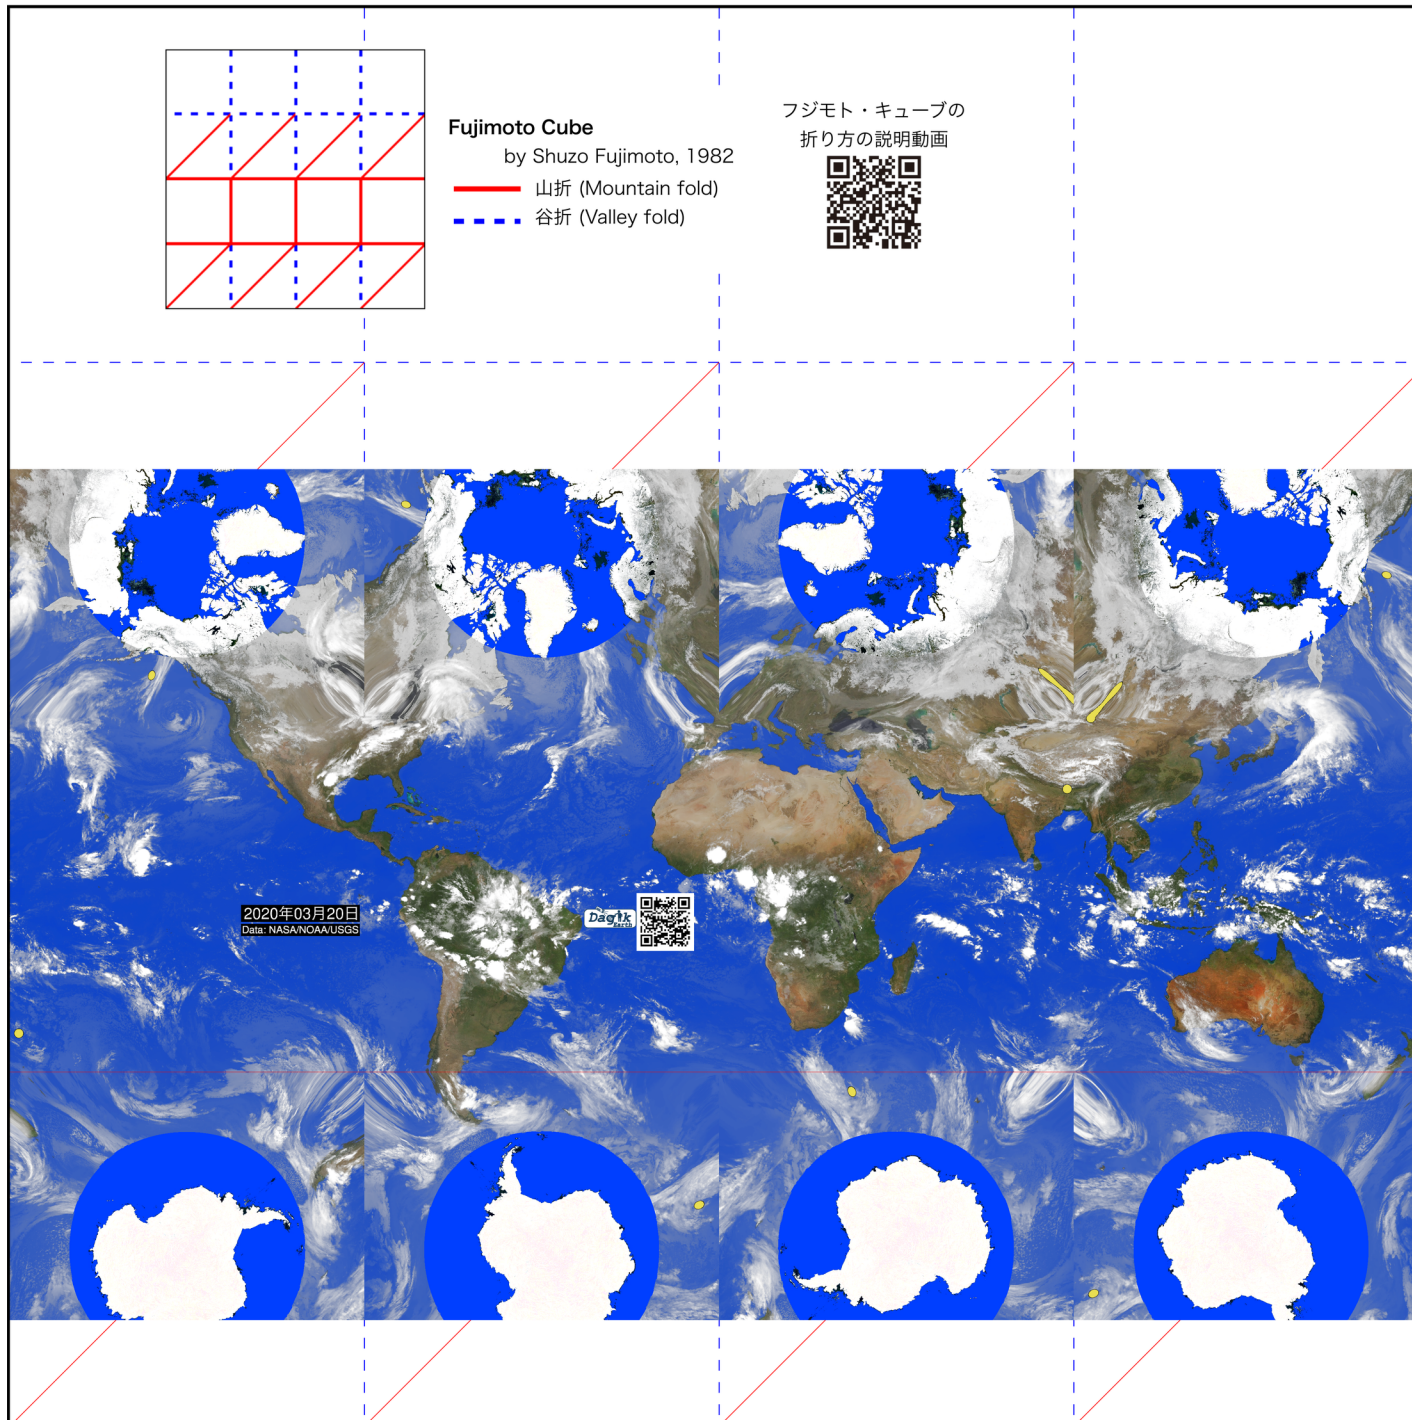 Fujimoto Cube
by Shuzo Fujimoto, 1982
山折 (Mountain fold)
谷折 (Valley fold)
フジモト・キューブの
折り方の説明動画
2020年03月20日
Data: NASA/NOAA/USGS
Dagik
Earth